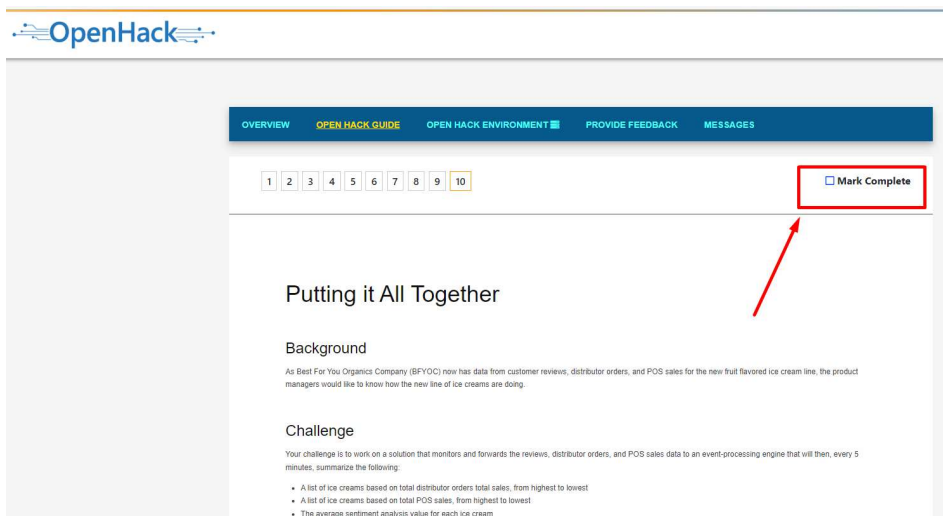 OpenHack
OVERVIEW OPEN HACK GUIDE OPEN HACK ENVIRONMENT PROVIDE FEEDBACK MESSAGES
1 2 3 4 5 6 7 8 9 10
Mark Complete
Putting it All Together
Background
As Best For You Organics Company (BFYOC) now has data from customer reviews, distributor orders, and POS sales for the new fruit flavored ice cream line, the product
managers would like to know how the new line of ice creams are doing.
Challenge
Your challenge is to work on a solution that monitors and forwards the reviews, distributor orders, and POS sales data to an event-processing engine that will then, every 5
minutes, summarize the following:
• A list of ice creams based on total distributor orders total sales, from highest to lowest
• A list of ice creams based on total POS sales, from highest to lowest
• The average sentiment analysis value for each ice cream